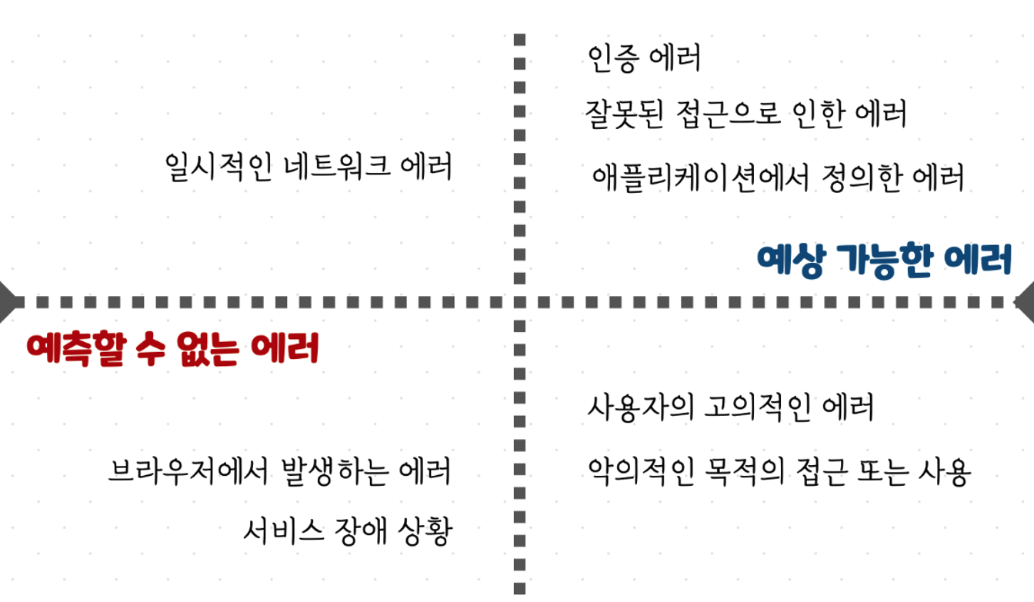 인증 에러
잘못된 접근으로 인한 에러
일시적인 네트워크 에러
애플리케이션에서 정의한 에러
예상 가능한 에러
예측할 수 없는 에러
사용자의 고의적인 에러
브라우저에서 발생하는 에러
악의적인 목적의 접근 또는 사용
서비스 장애 상황